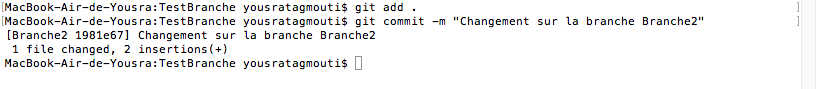 [MacBook-Air-de-Yousra:TestBranche yousratagmouti$ git add . ]
[MacBook-Air-de-Yousra:TestBranche yousratagmouti$ git commit -m "Changement sur la branche Branche2" ]
[Branche2 1981e67] Changement sur la branche Branche2
1 file changed, 2 insertions(+)
MacBook-Air-de-Yousra:TestBranche yousratagmouti$